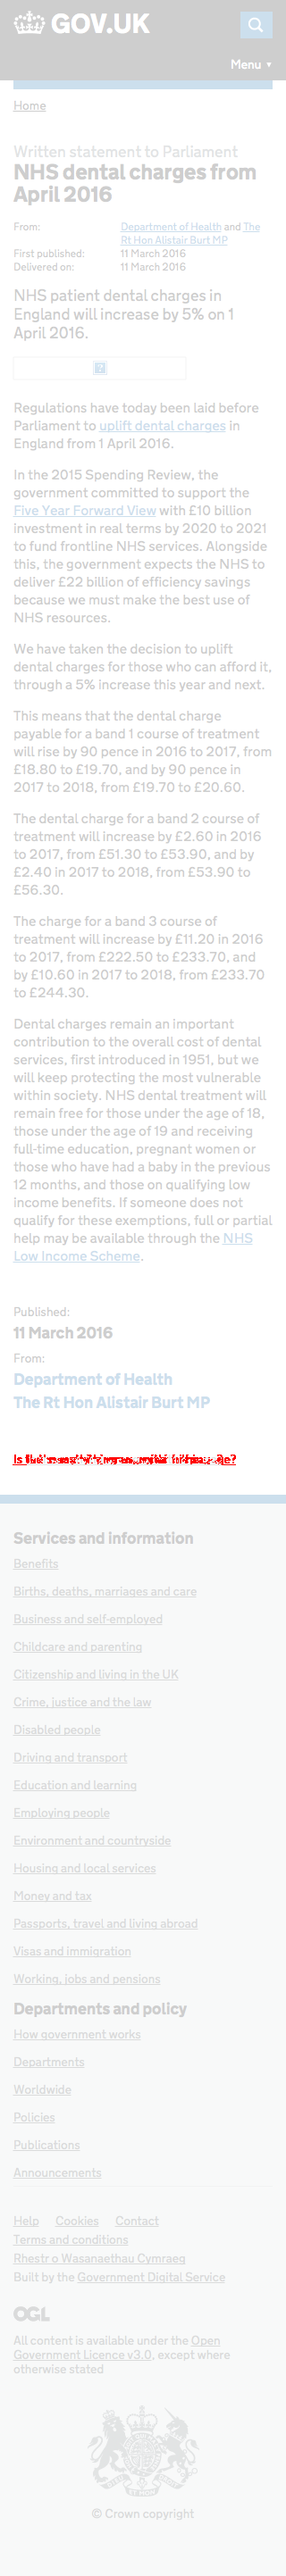 GOV.UK
Menu ▼
Home
Written statement to Parliament
NHS dental charges from
April 2016
From: Department of Health and The
Rt Hon Alistair Burt MP
First published: 11 March 2016
Delivered on: 11 March 2016
NHS patient dental charges in
England will increase by 5% on 1
April 2016.
?
Regulations have today been laid before
Parliament to uplift dental charges in
England from 1 April 2016.
In the 2015 Spending Review, the
government committed to support the
Five Year Forward View with £10 billion
investment in real terms by 2020 to 2021
to fund frontline NHS services. Alongside
this, the government expects the NHS to
deliver £22 billion of efficiency savings
because we must make the best use of
NHS resources.
We have taken the decision to uplift
dental charges for those who can afford it,
through a 5% increase this year and next.
This means that the dental charge
payable for a band 1 course of treatment
will rise by 90 pence in 2016 to 2017, from
£18.80 to £19.70, and by 90 pence in
2017 to 2018, from £19.70 to £20.60.
The dental charge for a band 2 course of
treatment will increase by £2.60 in 2016
to 2017, from £51.30 to £53.90, and by
£2.40 in 2017 to 2018, from £53.90 to
£56.30.
The charge for a band 3 course of
treatment will increase by £11.20 in 2016
to 2017, from £222.50 to £233.70, and
by £10.60 in 2017 to 2018, from £233.70
to £244.30.
Dental charges remain an important
contribution to the overall cost of dental
services, first introduced in 1951, but we
will keep protecting the most vulnerable
within society. NHS dental treatment will
remain free for those under the age of 18,
those under the age of 19 and receiving
full-time education, pregnant women or
those who have had a baby in the previous
12 months, and those on qualifying low
income benefits. If someone does not
qualify for these exemptions, full or partial
help may be available through the NHS
Low Income Scheme.
Published:
11 March 2016
From:
Department of Health
The Rt Hon Alistair Burt MP
Services and information
Benefits
Births, deaths, marriages and care
Business and self-employed
Childcare and parenting
Citizenship and living in the UK
Crime, justice and the law
Disabled people
Driving and transport
Education and learning
Employing people
Environment and countryside
Housing and local services
Money and tax
Passports, travel and living abroad
Visas and immigration
Working, jobs and pensions
Departments and policy
How government works
Departments
Worldwide
Policies
Publications
Announcements
Help Cookies Contact
Terms and conditions
Rhestr o Wasanaethau Cymraeg
Built by the Government Digital Service
OGL
All content is available under the Open
Government Licence v3.0, except where
otherwise stated
© Crown copyright